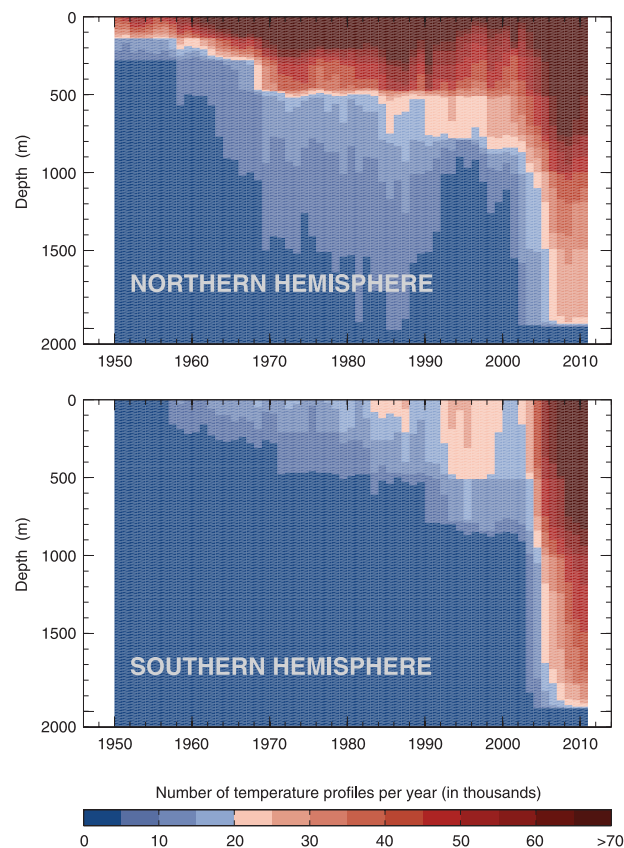 0
500
1000
1500
2000
Depth (m)
NORTHERN HEMISPHERE
1950 1960 1970 1980 1990 2000 2010
0
500
1000
1500
2000
Depth (m)
SOUTHERN HEMISPHERE
1950 1960 1970 1980 1990 2000 2010
Number of temperature profiles per year (in thousands)
0 10 20 30 40 50 60 >70